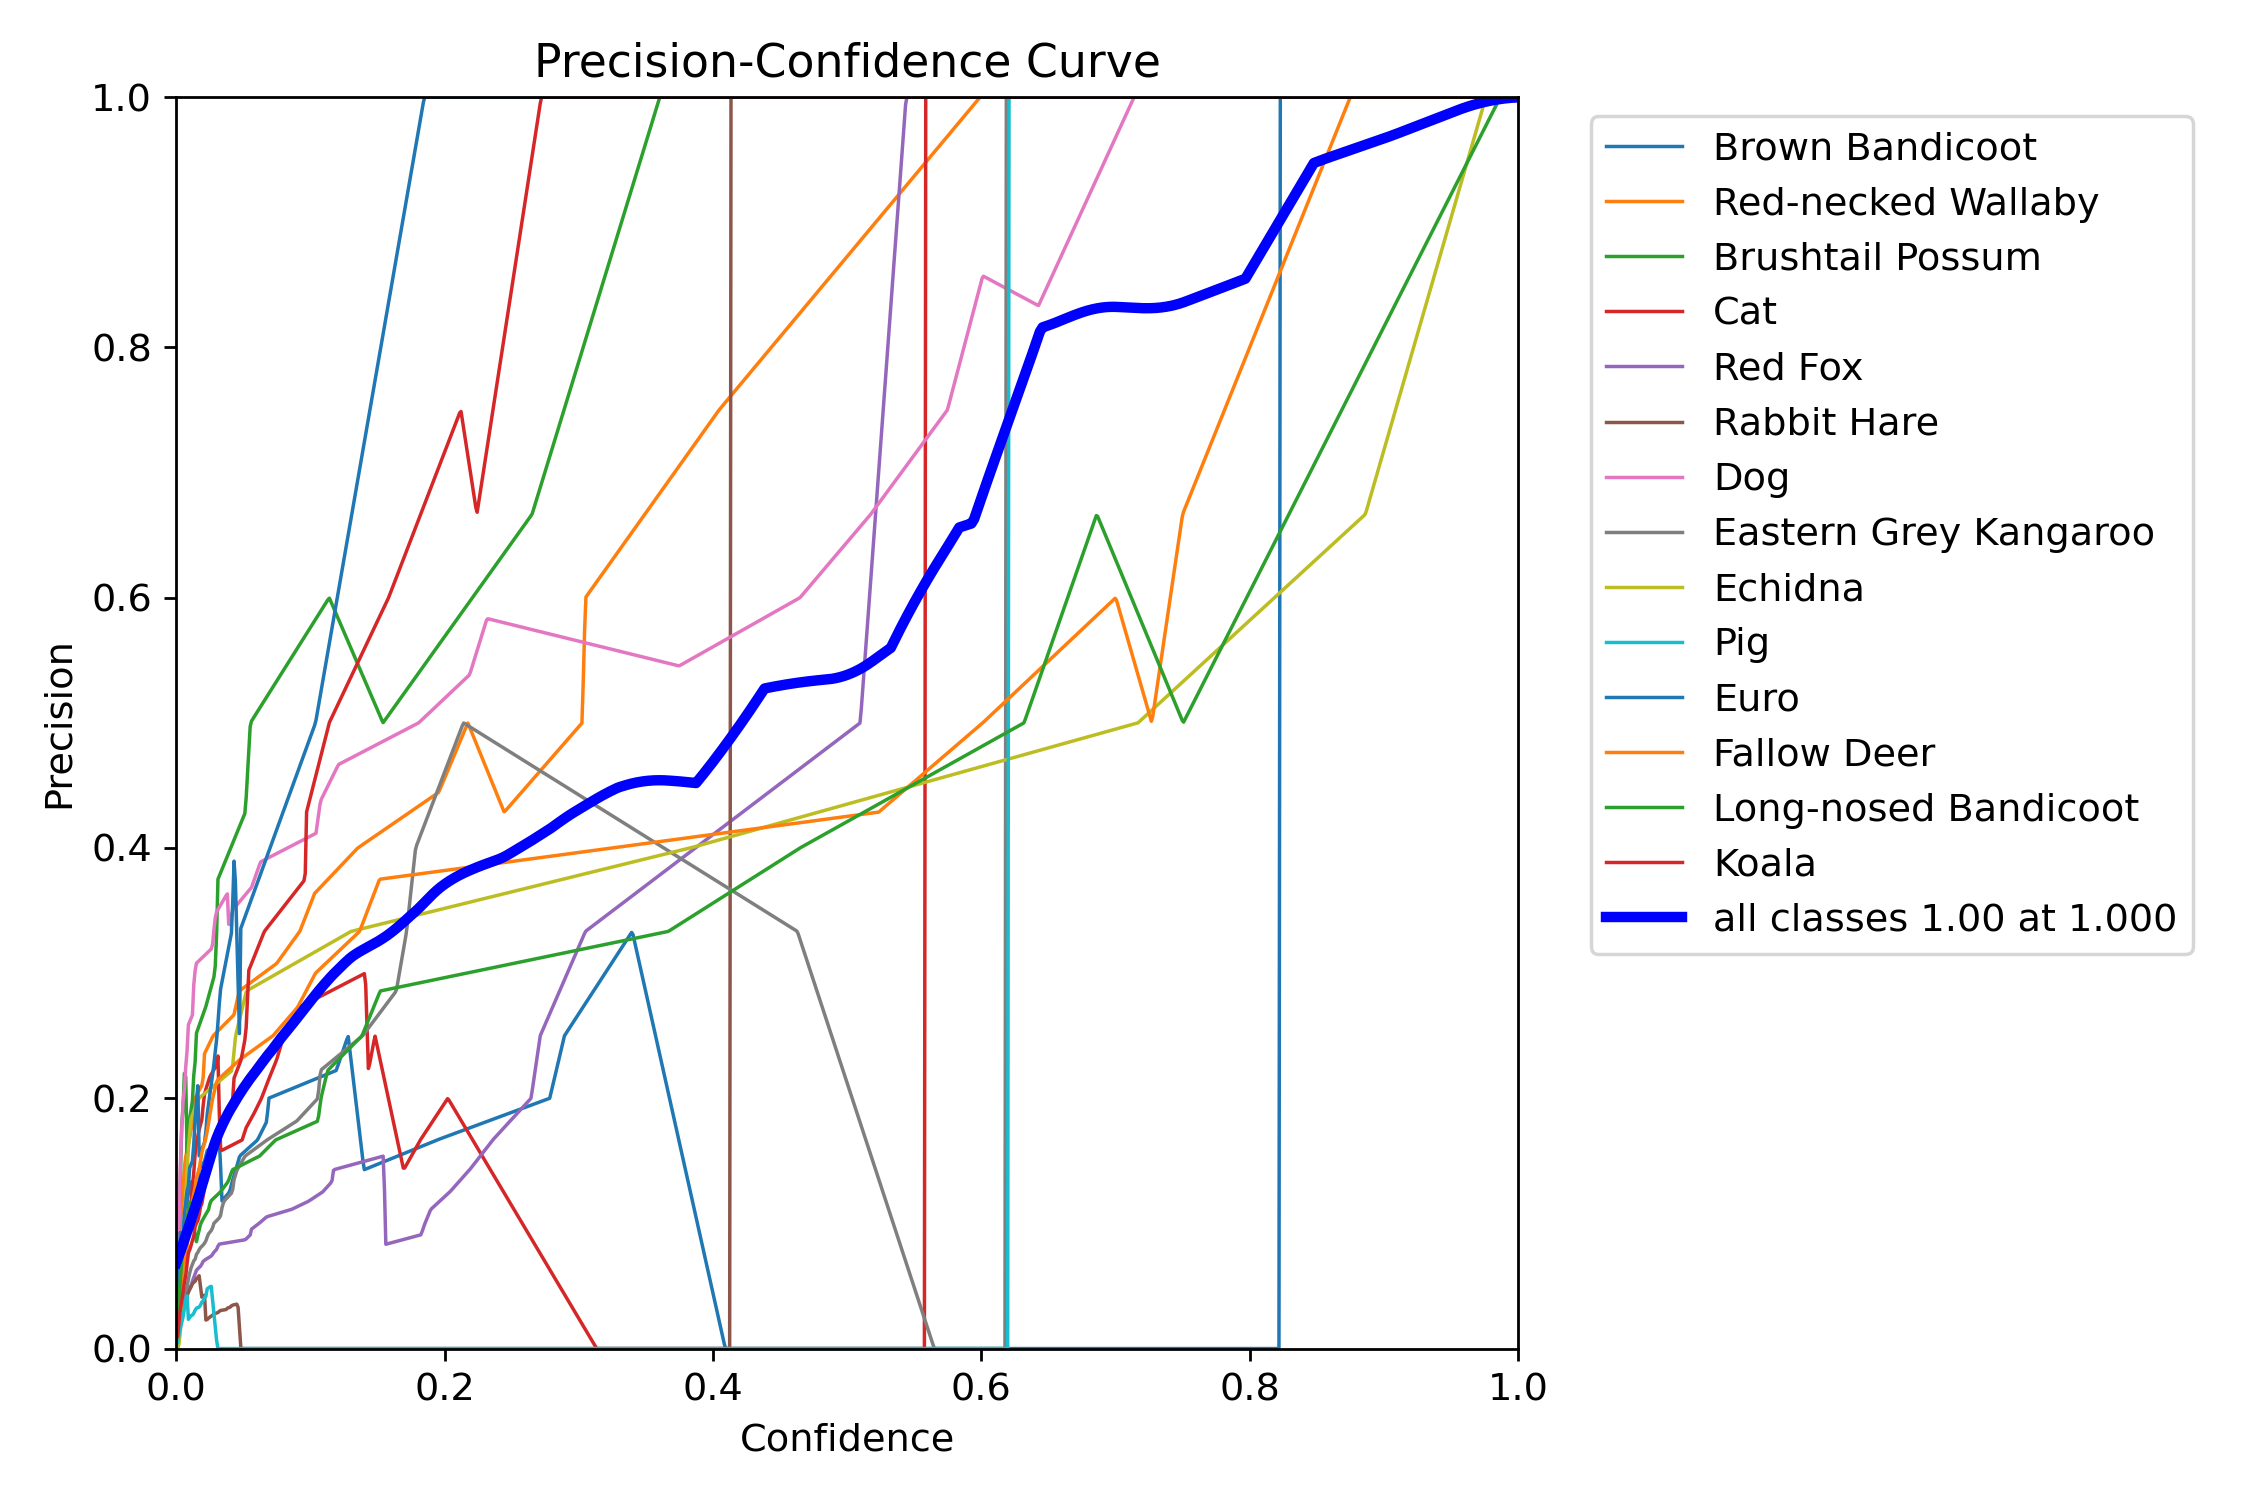 Precision-Confidence Curve
1.0
0.8
0.6
0.4
0.2
0.0
Precision
0.0 0.2 0.4 0.6 0.8 1.0
Confidence
Brown Bandicoot
Red-necked Wallaby
Brushtail Possum
Cat
Red Fox
Rabbit Hare
Dog
Eastern Grey Kangaroo
Echidna
Pig
Euro
Fallow Deer
Long-nosed Bandicoot
Koala
all classes 1.00 at 1.000